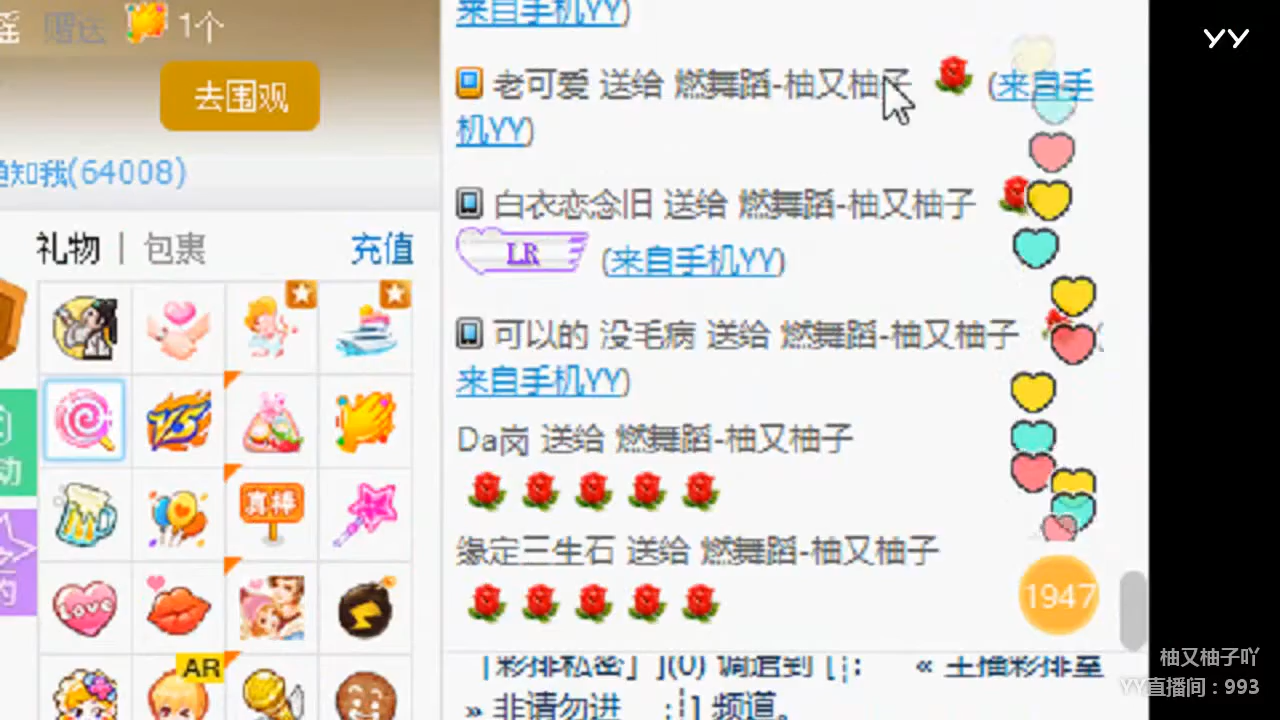 赠送 1个
去围观
通知我(64008)
礼物 | 包裹 充值
来自手机YY)
老可爱 送给 燃舞蹈-柚又柚子 (来自手
机YY)
白衣恋念旧 送给 燃舞蹈-柚又柚子
LR (来自手机YY)
可以的 没毛病 送给 燃舞蹈-柚又柚子 (
来自手机YY)
Da岗 送给 燃舞蹈-柚又柚子
缘定三生石 送给 燃舞蹈-柚又柚子
VS
真棒
Love
AR
1947
YY
柚又柚子吖
YY直播间：993
» 非请勿进 ] 频道。